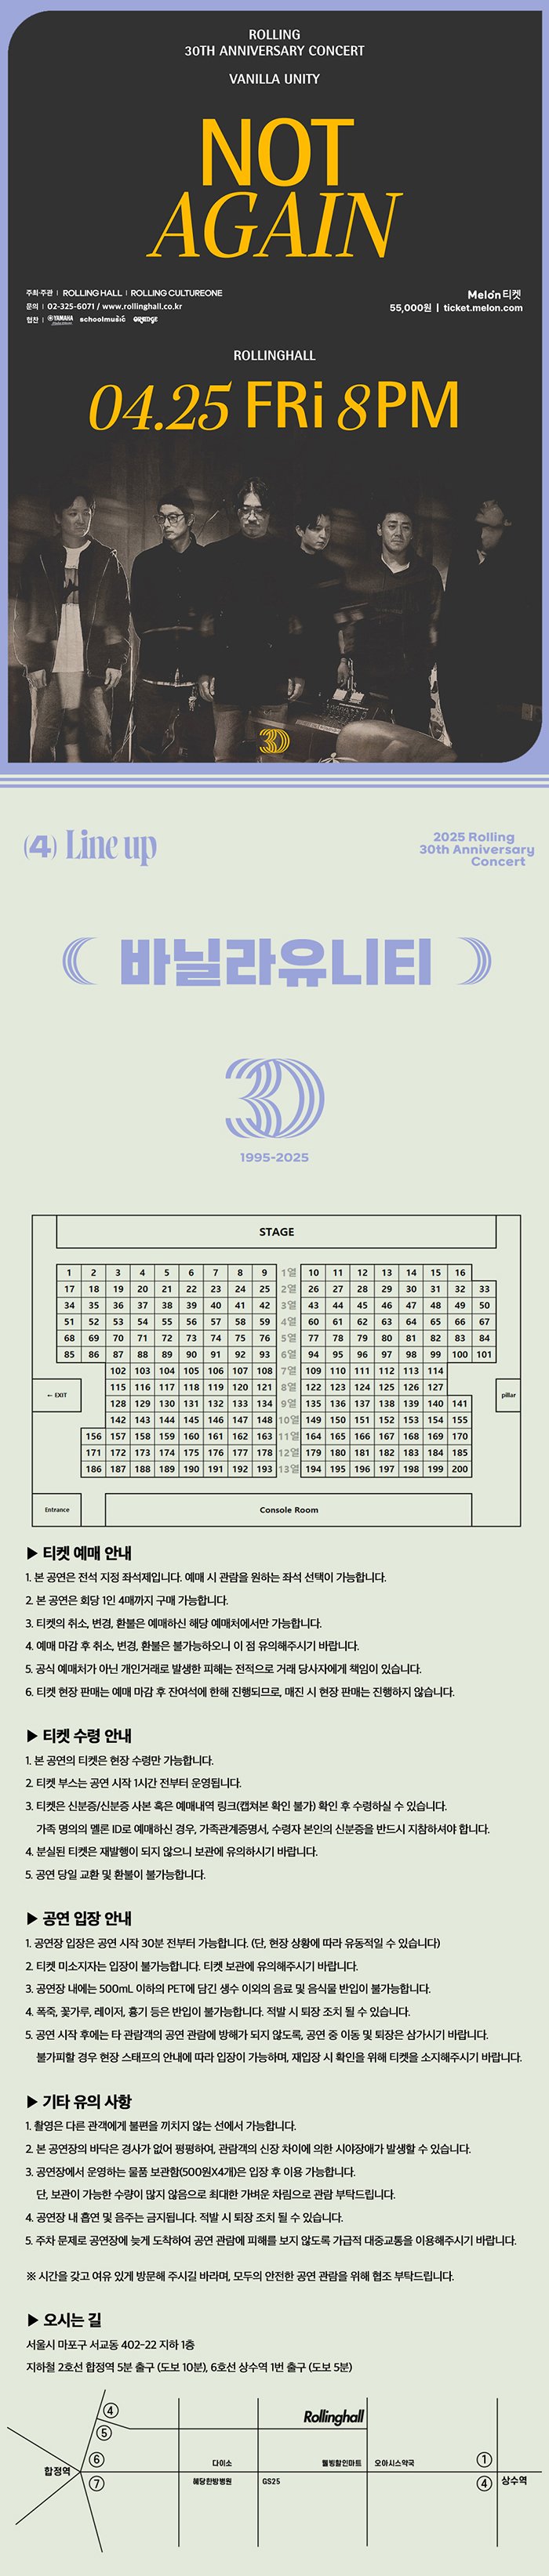 ROLLING
30TH ANNIVERSARY CONCERT
VANILLA UNITY
NOT
AGAIN
주최·주관 | ROLLING HALL | ROLLING CULTUREONE
문의 | 02-325-6071 / www.rollinghall.co.kr
협찬 | YAMAHA schoolmusic ORANGE
Melon티켓
55,000원 | ticket.melon.com
ROLLINGHALL
04.25 FRi 8PM
30
(4) Line up
2025 Rolling
30th Anniversary
Concert
바닐라유니티
30
1995-2025
STAGE
1 2 3 4 5 6 7 8 9 1열 10 11 12 13 14 15 16
17 18 19 20 21 22 23 24 25 2열 26 27 28 29 30 31 32 33
34 35 36 37 38 39 40 41 42 3열 43 44 45 46 47 48 49 50
51 52 53 54 55 56 57 58 59 4열 60 61 62 63 64 65 66 67
68 69 70 71 72 73 74 75 76 5열 77 78 79 80 81 82 83 84
85 86 87 88 89 90 91 92 93 6열 94 95 96 97 98 99 100 101
102 103 104 105 106 107 108 7열 109 110 111 112 113 114
← EXIT 115 116 117 118 119 120 121 8열 122 123 124 125 126 127 pillar
128 129 130 131 132 133 134 9열 135 136 137 138 139 140 141
142 143 144 145 146 147 148 10열 149 150 151 152 153 154 155
156 157 158 159 160 161 162 163 11열 164 165 166 167 168 169 170
171 172 173 174 175 176 177 178 12열 179 180 181 182 183 184 185
186 187 188 189 190 191 192 193 13열 194 195 196 197 198 199 200
Entrance Console Room
▶ 티켓 예매 안내
1. 본 공연은 전석 지정 좌석제입니다. 예매 시 관람을 원하는 좌석 선택이 가능합니다.
2. 본 공연은 회당 1인 4매까지 구매 가능합니다.
3. 티켓의 취소, 변경, 환불은 예매하신 해당 예매처에서만 가능합니다.
4. 예매 마감 후 취소, 변경, 환불은 불가능하오니 이 점 유의해주시기 바랍니다.
5. 공식 예매처가 아닌 개인거래로 발생한 피해는 전적으로 거래 당사자에게 책임이 있습니다.
6. 티켓 현장 판매는 예매 마감 후 잔여석에 한해 진행되므로, 매진 시 현장 판매는 진행하지 않습니다.
▶ 티켓 수령 안내
1. 본 공연의 티켓은 현장 수령만 가능합니다.
2. 티켓 부스는 공연 시작 1시간 전부터 운영됩니다.
3. 티켓은 신분증/신분증 사본 혹은 예매내역 링크(캡쳐본 확인 불가) 확인 후 수령하실 수 있습니다.
가족 명의의 멜론 ID로 예매하신 경우, 가족관계증명서, 수령자 본인의 신분증을 반드시 지참하셔야 합니다.
4. 분실된 티켓은 재발행이 되지 않으니 보관에 유의하시기 바랍니다.
5. 공연 당일 교환 및 환불이 불가능합니다.
▶ 공연 입장 안내
1. 공연장 입장은 공연 시작 30분 전부터 가능합니다. (단, 현장 상황에 따라 유동적일 수 있습니다)
2. 티켓 미소지자는 입장이 불가능합니다. 티켓 보관에 유의해주시기 바랍니다.
3. 공연장 내에는 500mL 이하의 PET에 담긴 생수 이외의 음료 및 음식물 반입이 불가능합니다.
4. 폭죽, 꽃가루, 레이저, 흉기 등은 반입이 불가능합니다. 적발 시 퇴장 조치 될 수 있습니다.
5. 공연 시작 후에는 타 관람객의 공연 관람에 방해가 되지 않도록, 공연 중 이동 및 퇴장은 삼가시기 바랍니다.
불가피할 경우 현장 스태프의 안내에 따라 입장이 가능하며, 재입장 시 확인을 위해 티켓을 소지해주시기 바랍니다.
▶ 기타 유의 사항
1. 촬영은 다른 관객에게 불편을 끼치지 않는 선에서 가능합니다.
2. 본 공연장의 바닥은 경사가 없어 평평하여, 관람객의 신장 차이에 의한 시야장애가 발생할 수 있습니다.
3. 공연장에서 운영하는 물품 보관함(500원X4개)은 입장 후 이용 가능합니다.
단, 보관이 가능한 수량이 많지 않음으로 최대한 가벼운 차림으로 관람 부탁드립니다.
4. 공연장 내 흡연 및 음주는 금지됩니다. 적발 시 퇴장 조치 될 수 있습니다.
5. 주차 문제로 공연장에 늦게 도착하여 공연 관람에 피해를 보지 않도록 가급적 대중교통을 이용해주시기 바랍니다.
※ 시간을 갖고 여유 있게 방문해 주시길 바라며, 모두의 안전한 공연 관람을 위해 협조 부탁드립니다.
▶ 오시는 길
서울시 마포구 서교동 402-22 지하 1층
지하철 2호선 합정역 5분 출구 (도보 10분), 6호선 상수역 1번 출구 (도보 5분)
④
⑤
Rollinghall
⑥ 다이소 웰빙할인마트 오아시스약국 ①
합정역
⑦ 혜당한방병원 GS25 ④ 상수역